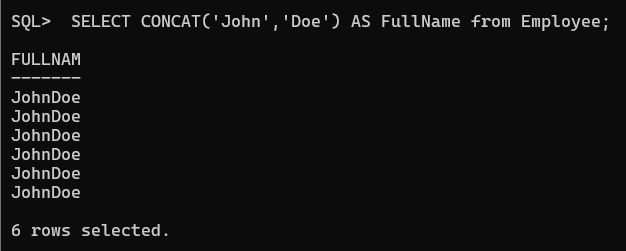 SQL>  SELECT CONCAT('John','Doe') AS FullName from Employee;
FULLNAM
-------
JohnDoe
JohnDoe
JohnDoe
JohnDoe
JohnDoe
JohnDoe
6 rows selected.